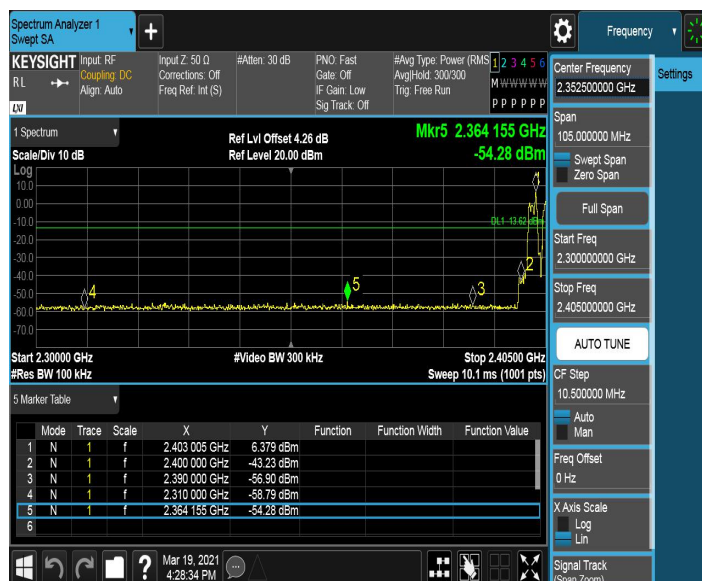 Spectrum Analyzer 1
Swept SA
+
Frequency
KEYSIGHT
RL
LXI
Input: RF
Coupling: DC
Align: Auto
Input Z: 50 Ω
Corrections: Off
Freq Ref: Int (S)
#Atten: 30 dB
PNO: Fast
Gate: Off
IF Gain: Low
Sig Track: Off
#Avg Type: Power (RMS
Avg|Hold: 300/300
Trig: Free Run
1 2 3 4 5 6
M W W W W W
P P P P P P
1 Spectrum
Scale/Div 10 dB
Ref Lvl Offset 4.26 dB
Ref Level 20.00 dBm
Mkr5 2.364 155 GHz
-54.28 dBm
Log
10.0
0.00
-10.0
-20.0
-30.0
-40.0
-50.0
-60.0
-70.0
DL1 -13.62 dBm
1
2
3
4
5
Start 2.30000 GHz
#Res BW 100 kHz
#Video BW 300 kHz
Stop 2.40500 GHz
Sweep 10.1 ms (1001 pts)
5 Marker Table
Mode Trace Scale X Y Function Function Width Function Value
1 N 1 f 2.403 005 GHz 6.379 dBm
2 N 1 f 2.400 000 GHz -43.23 dBm
3 N 1 f 2.390 000 GHz -56.90 dBm
4 N 1 f 2.310 000 GHz -58.79 dBm
5 N 1 f 2.364 155 GHz -54.28 dBm
6
?
Mar 19, 2021
4:28:34 PM
Center Frequency
2.352500000 GHz
Settings
Span
105.000000 MHz
Swept Span
Zero Span
Full Span
Start Freq
2.300000000 GHz
Stop Freq
2.405000000 GHz
AUTO TUNE
CF Step
10.500000 MHz
Auto
Man
Freq Offset
0 Hz
X Axis Scale
Log
Lin
Signal Track
(Span Zoom)